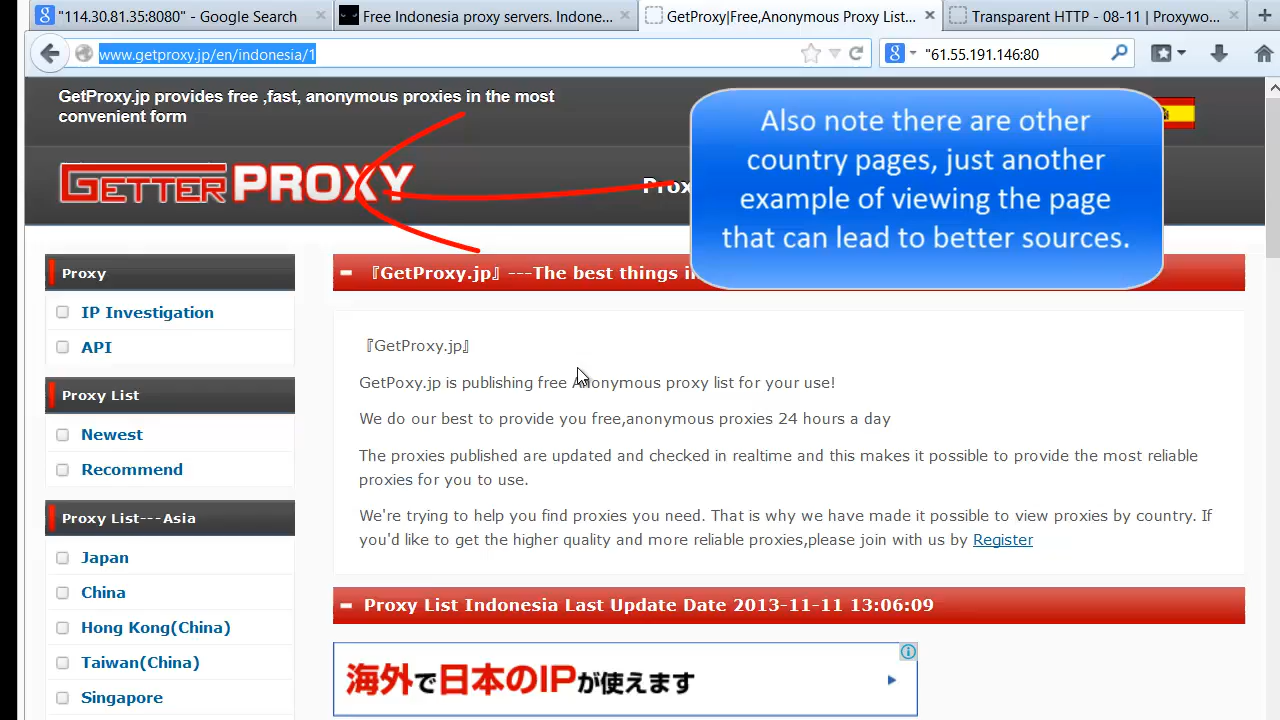 "114.30.81.35:8080" - Google Search
Free Indonesia proxy servers. Indone...
GetProxy|Free,Anonymous Proxy List...
Transparent HTTP - 08-11 | Proxywo...
www.getproxy.jp/en/indonesia/1
"61.55.191.146:80
GetProxy.jp provides free ,fast, anonymous proxies in the most
convenient form
GETTERPROXY
Also note there are other
country pages, just another
example of viewing the page
that can lead to better sources.
Proxy
IP Investigation
API
Proxy List
Newest
Recommend
Proxy List---Asia
Japan
China
Hong Kong(China)
Taiwan(China)
Singapore
『GetProxy.jp』 ---The best things i
『GetProxy.jp』
GetPoxy.jp is publishing free Anonymous proxy list for your use!
We do our best to provide you free,anonymous proxies 24 hours a day
The proxies published are updated and checked in realtime and this makes it possible to provide the most reliable
proxies for you to use.
We're trying to help you find proxies you need. That is why we have made it possible to view proxies by country. If
you'd like to get the higher quality and more reliable proxies,please join with us by Register
Proxy List Indonesia Last Update Date 2013-11-11 13:06:09
海外で日本のIPが使えます